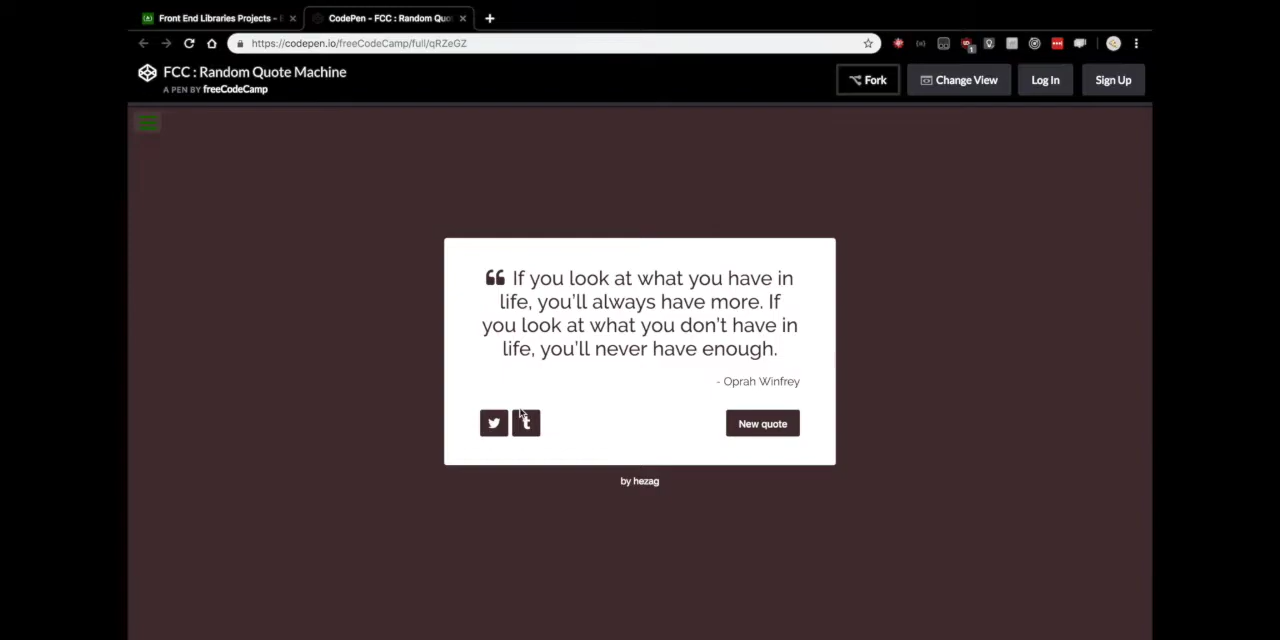 Front End Libraries Projects -
CodePen - FCC : Random Quo
https://codepen.io/freeCodeCamp/full/qRZeGZ
1
FCC : Random Quote Machine
A PEN BY freeCodeCamp
Fork
Change View
Log In
Sign Up
If you look at what you have in
life, you'll always have more. If
you look at what you don't have in
life, you'll never have enough.
- Oprah Winfrey
New quote
by hezag